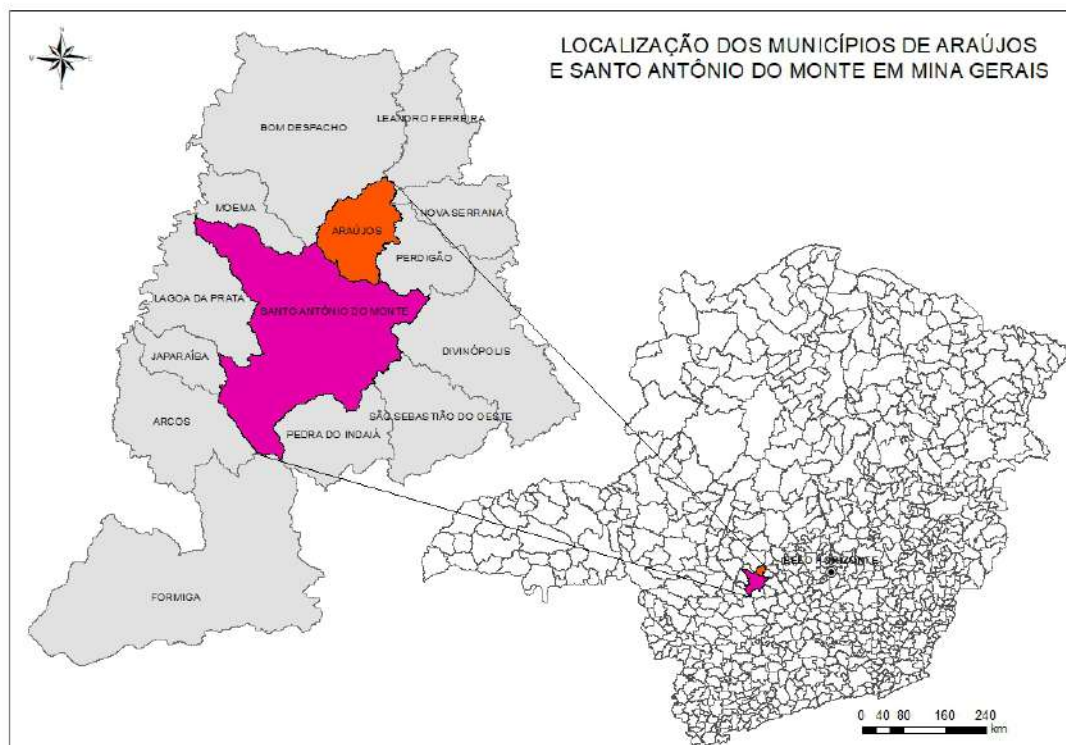 N
E
S
LOCALIZAÇÃO DOS MUNICÍPIOS DE ARAÚJOS
E SANTO ANTÔNIO DO MONTE EM MINA GERAIS
LEANDRO FERREIRA
BOM DESPACHO
MOEMA
NOVA SERRANA
ARAÚJOS
PERDIGÃO
LAGOA DA PRATA
SANTO ANTÔNIO DO MONTE
JAPARAÍBA
DIVINÓPOLIS
ARCOS
SÃO SEBASTIÃO DO OESTE
PEDRA DO INDAIÁ
BELO HORIZONTE
FORMIGA
0 40 80 160 240
km